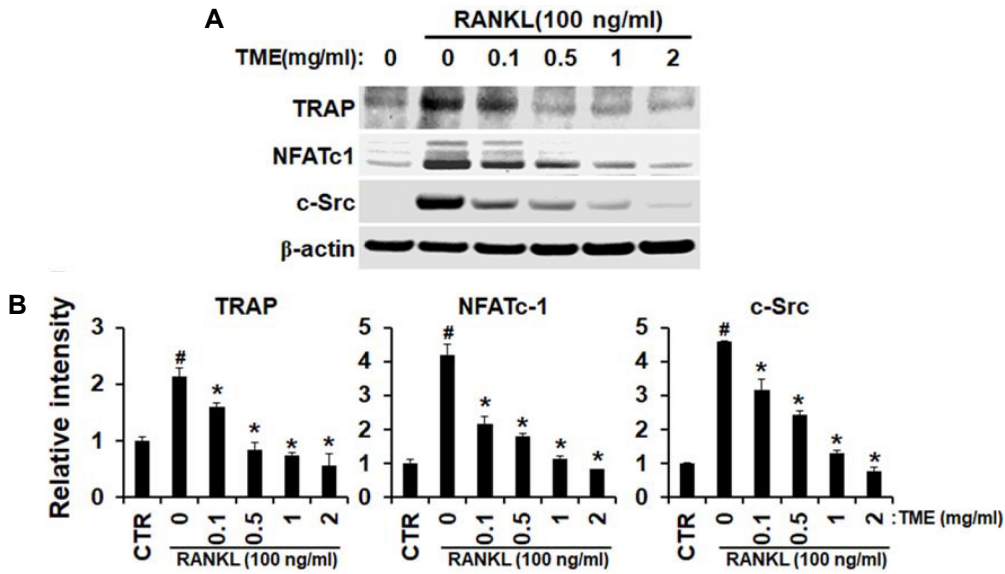 A
RANKL(100 ng/ml)
TME(mg/ml): 0 0 0.1 0.5 1 2
TRAP
NFATc1
c-Src
β-actin
B
TRAP NFATc-1 c-Src
Relative intensity
3
2
1
0
#
*
*
*
*
CTR 0 0.1 0.5 1 2
RANKL (100 ng/ml)
5
4
3
2
1
0
#
*
*
*
*
CTR 0 0.1 0.5 1 2
RANKL (100 ng/ml)
5
4
3
2
1
0
#
*
*
*
*
CTR 0 0.1 0.5 1 2 :TME (mg/ml)
RANKL (100 ng/ml)